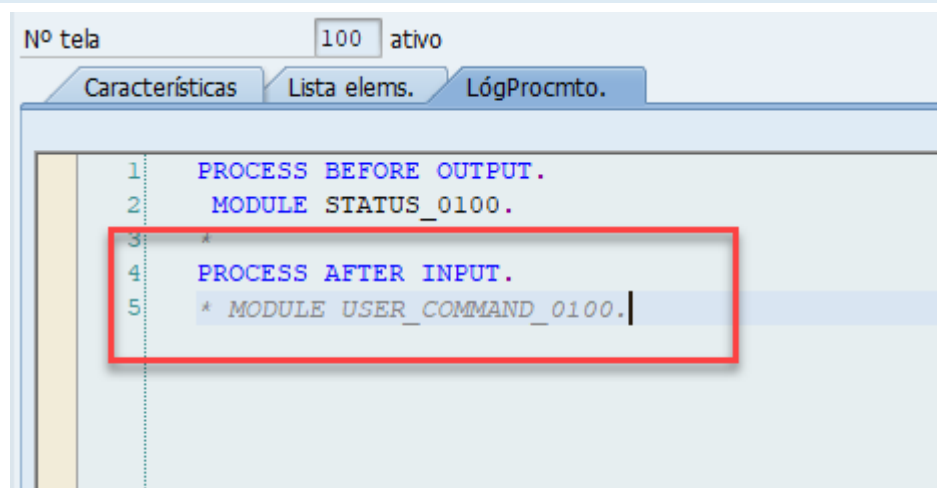 Nº tela 100 ativo
Características Lista elems. LógProcmto.
1 PROCESS BEFORE OUTPUT.
2 MODULE STATUS_0100.
3 *
4 PROCESS AFTER INPUT.
5 * MODULE USER_COMMAND_0100.